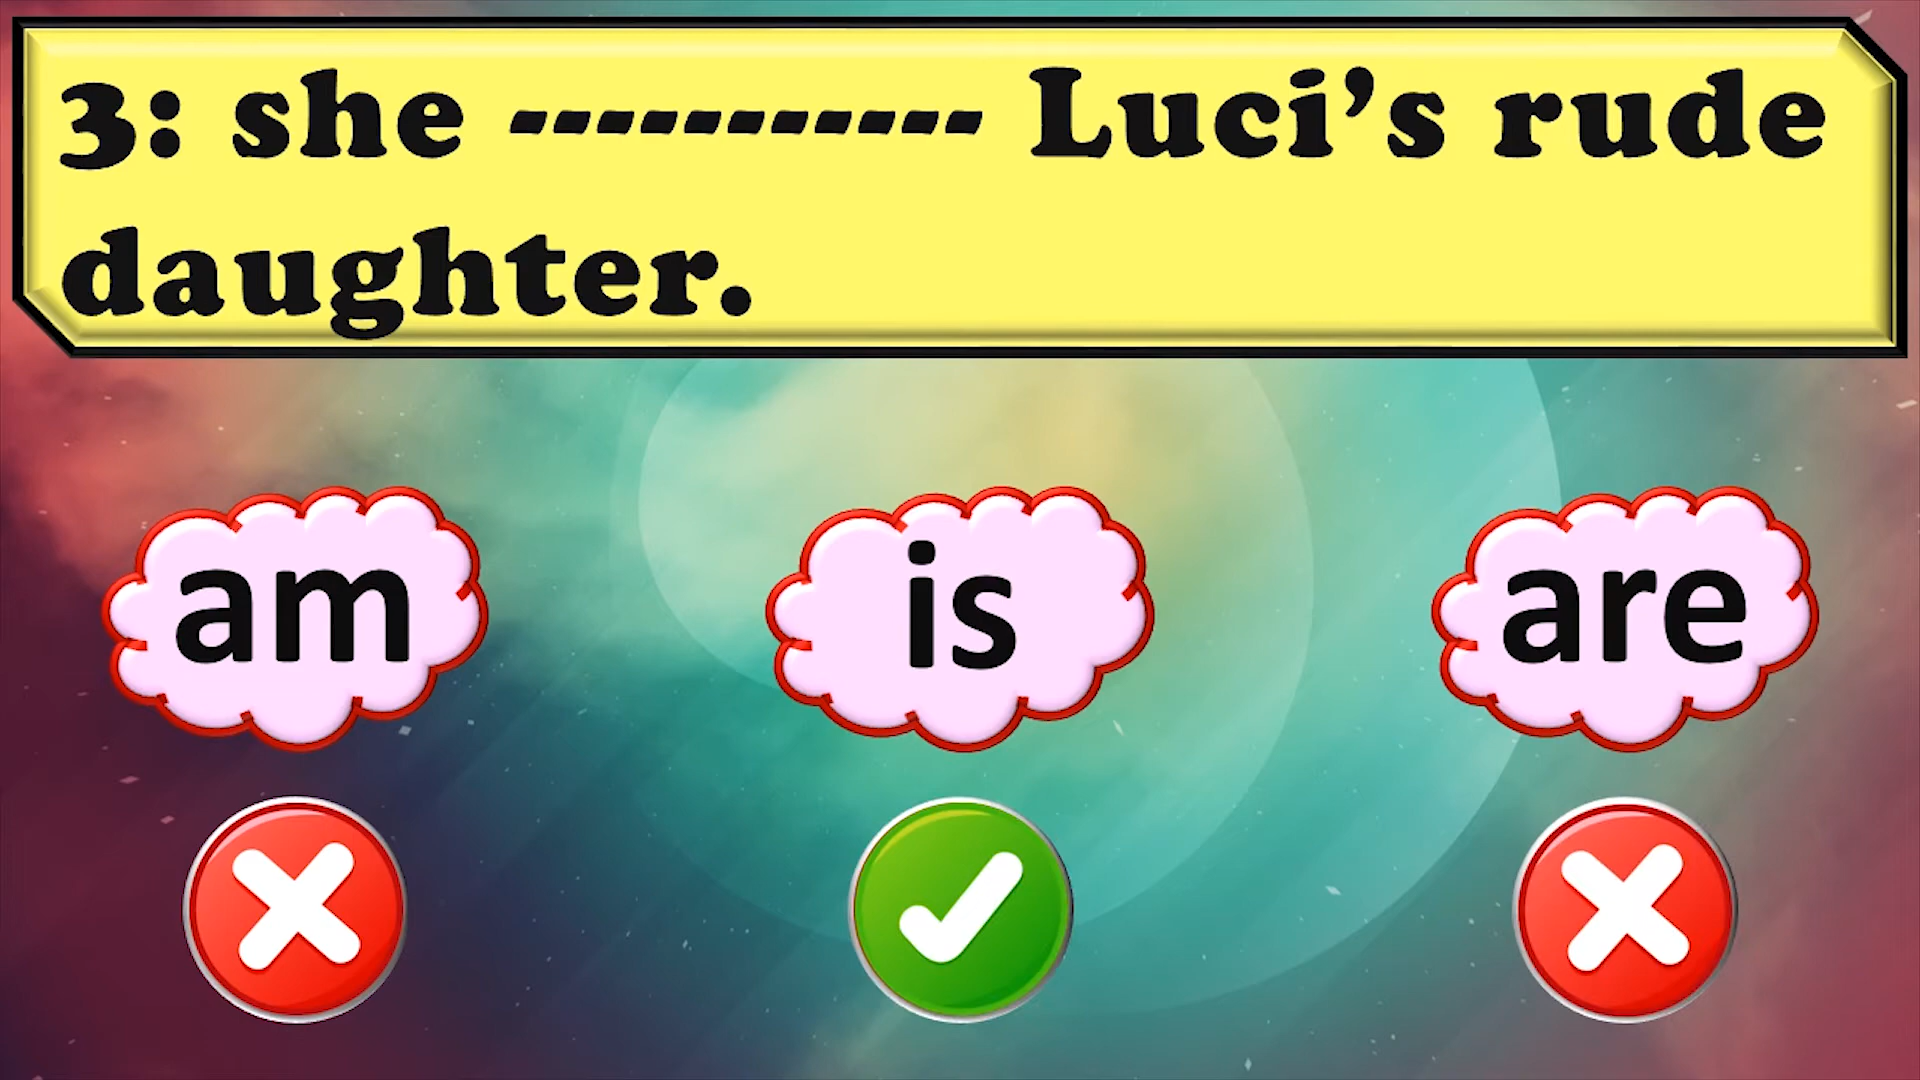 3: she ----------- Luci’s rude
daughter.
am
is
are